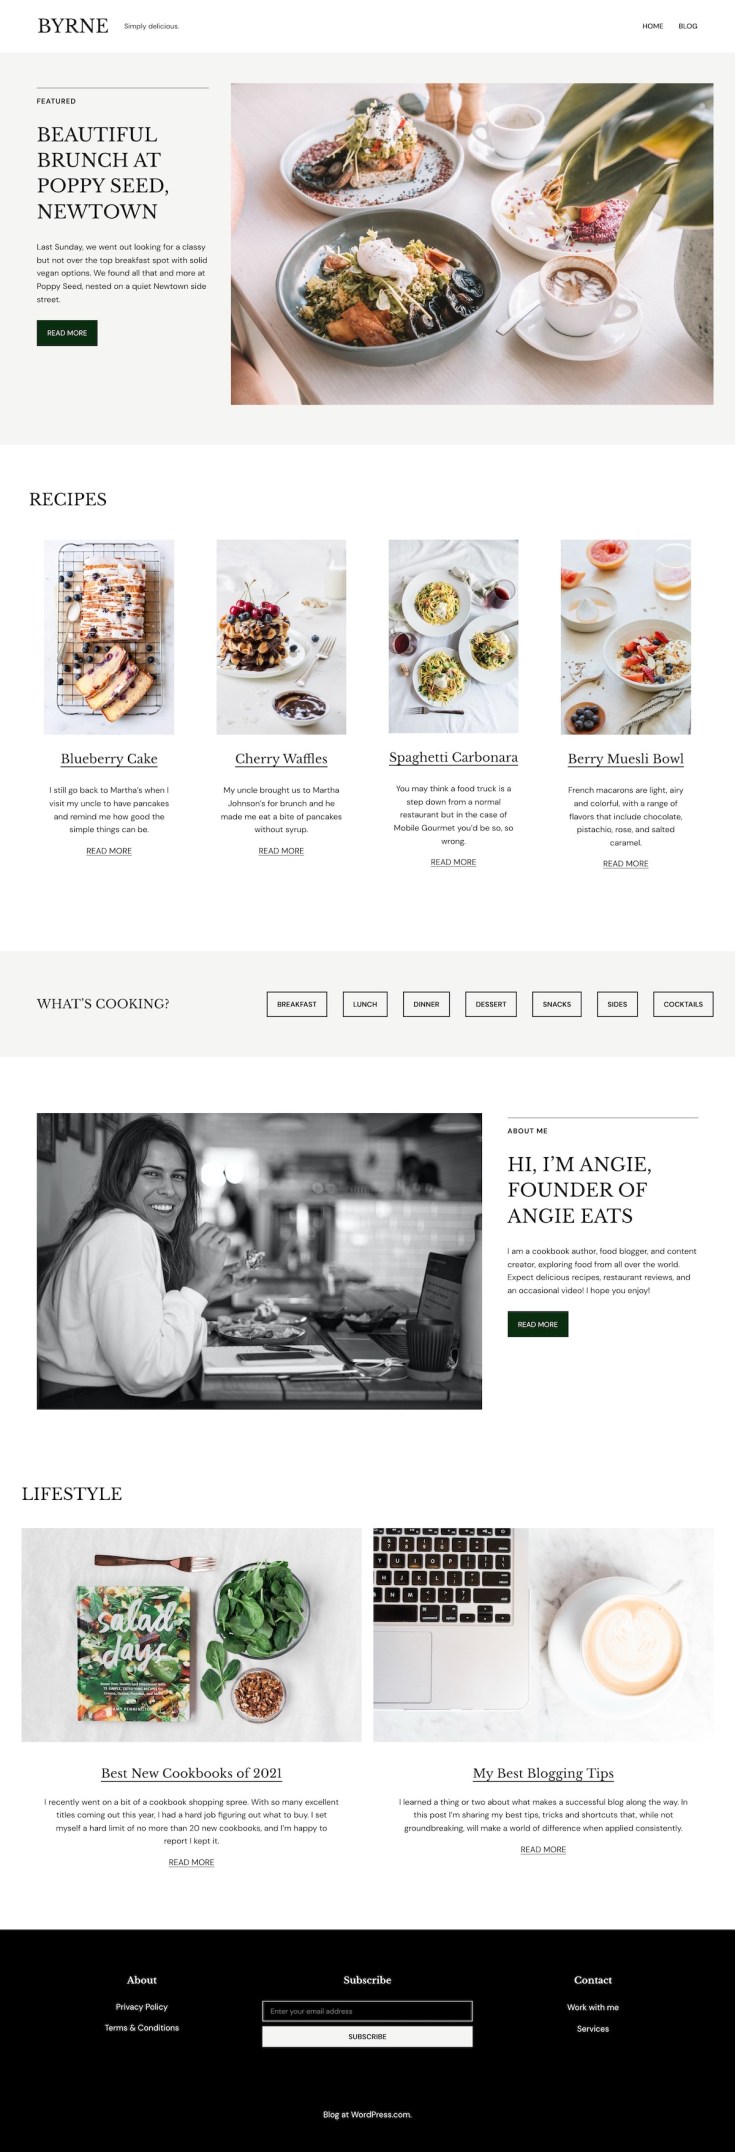 BYRNE
Simply delicious.
HOME
BLOG
FEATURED
BEAUTIFUL
BRUNCH AT
POPPY SEED,
NEWTOWN
Last Sunday, we went out looking for a classy
but not over the top breakfast spot with solid
vegan options. We found all that and more at
Poppy Seed, nested on a quiet Newtown side
street.
READ MORE
RECIPES
Blueberry Cake
I still go back to Martha's when I
visit my uncle to have pancakes
and remind me how good the
simple things can be.
READ MORE
Cherry Waffles
My uncle brought us to Martha
Johnson's for brunch and he
made me eat a bite of pancakes
without syrup.
READ MORE
Spaghetti Carbonara
You may think a food truck is a
step down from a normal
restaurant but in the case of
Mobile Gourmet you'd be so, so
wrong.
READ MORE
Berry Muesli Bowl
French macarons are light, airy
and colorful, with a range of
flavors that include chocolate,
pistachio, rose, and salted
caramel.
READ MORE
WHAT'S COOKING?
BREAKFAST
LUNCH
DINNER
DESSERT
SNACKS
SIDES
COCKTAILS
ABOUT ME
HI, I'M ANGIE,
FOUNDER OF
ANGIE EATS
I am a cookbook author, food blogger, and content
creator, exploring food from all over the world.
Expect delicious recipes, restaurant reviews, and
an occasional video! I hope you enjoy!
READ MORE
LIFESTYLE
salad
days
AMY PENNINGTON
Best New Cookbooks of 2021
I recently went on a bit of a cookbook shopping spree. With so many excellent
titles coming out this year, I had a hard job figuring out what to buy. I set
myself a hard limit of no more than 20 new cookbooks, and I'm happy to
report I kept it.
READ MORE
My Best Blogging Tips
I learned a thing or two about what makes a successful blog along the way. In
this post I'm sharing my best tips, tricks and shortcuts that, while not
groundbreaking, will make a world of difference when applied consistently.
READ MORE
About
Privacy Policy
Terms & Conditions
Subscribe
Enter your email address
SUBSCRIBE
Contact
Work with me
Services
Blog at WordPress.com.